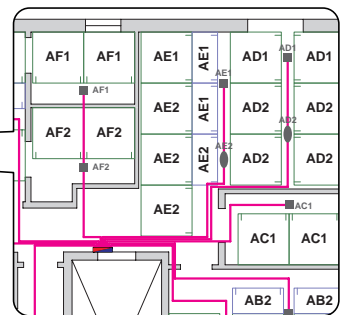 AF1 AF1 AE1 AE1 AD1 AD1
AD1
AF1 AE1
AE2 AE1 AD2 AD2
AF2 AF2 AD2
AE2 AE2 AE2 AD2 AD2
AF2
AE2
AC1
AC1 AC1
AB2 AB2